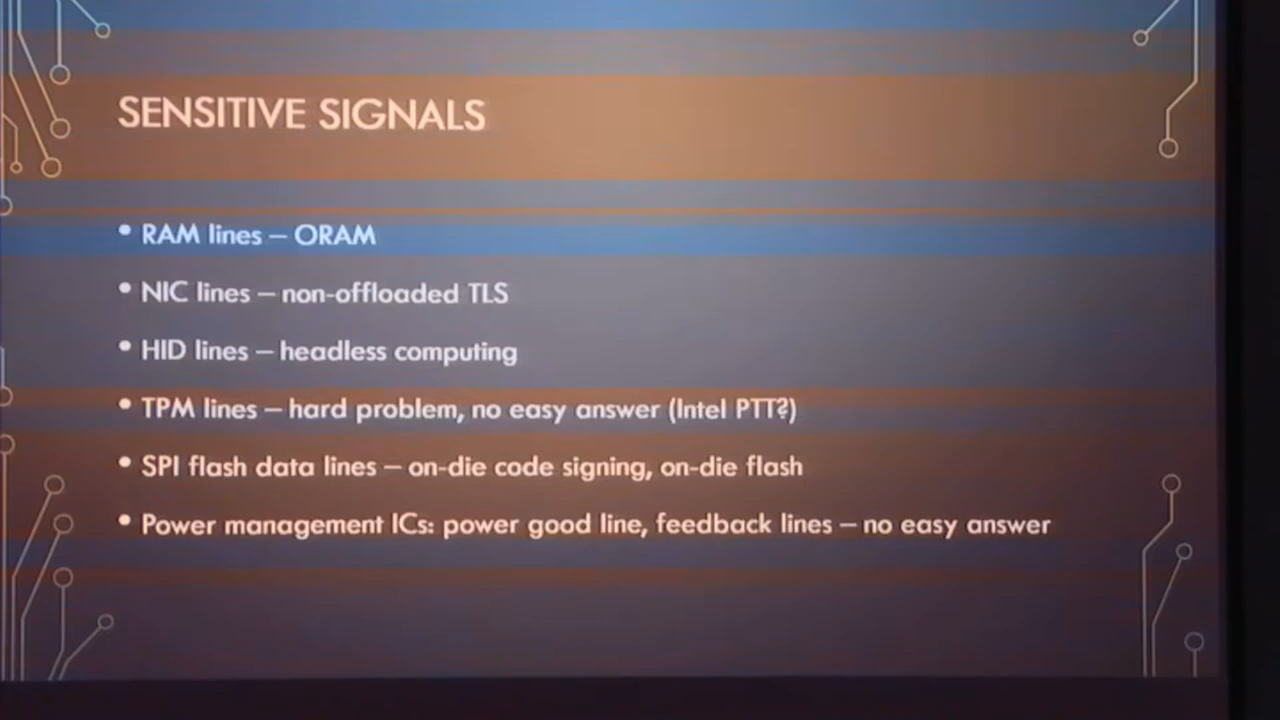 SENSITIVE SIGNALS
• RAM lines – ORAM
• NIC lines – non-offloaded TLS
• HID lines – headless computing
• TPM lines – hard problem, no easy answer (Intel PTT?)
• SPI flash data lines – on-die code signing, on-die flash
• Power management ICs: power good line, feedback lines – no easy answer